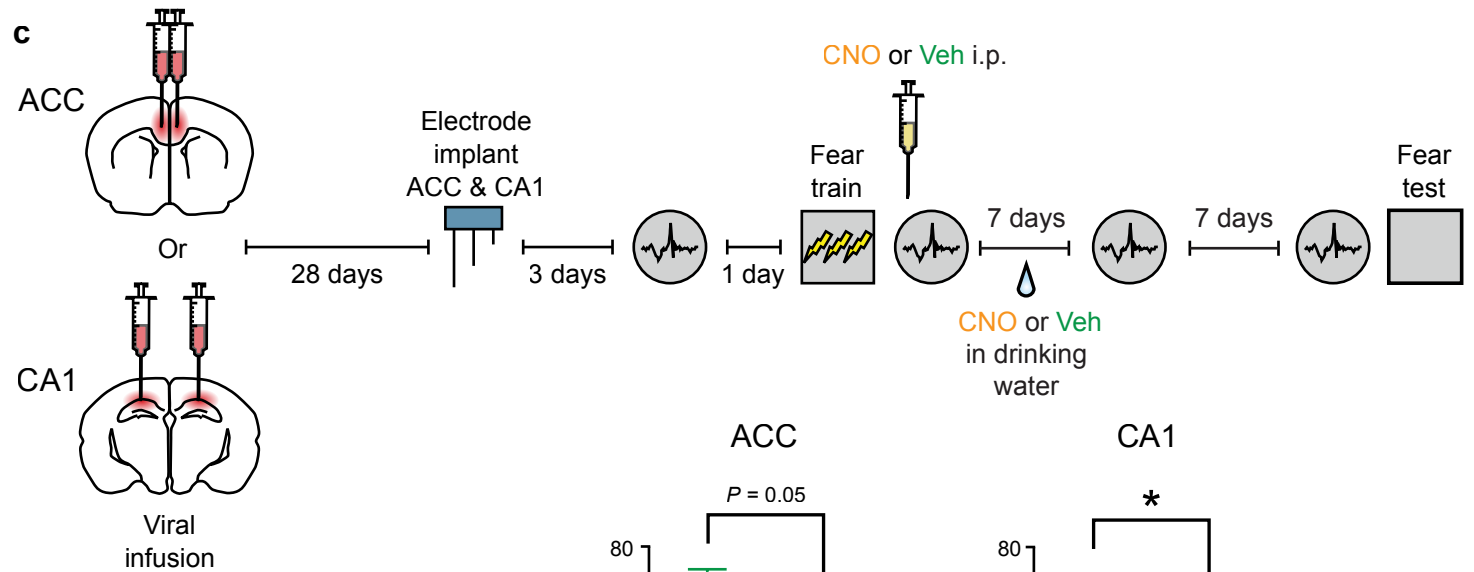 c
ACC
Or
CA1
Viral
infusion
28 days
Electrode
implant
ACC & CA1
3 days
1 day
Fear
train
CNO or Veh i.p.
7 days
CNO or Veh
in drinking
water
7 days
Fear
test
ACC
P = 0.05
80
CA1
*
80